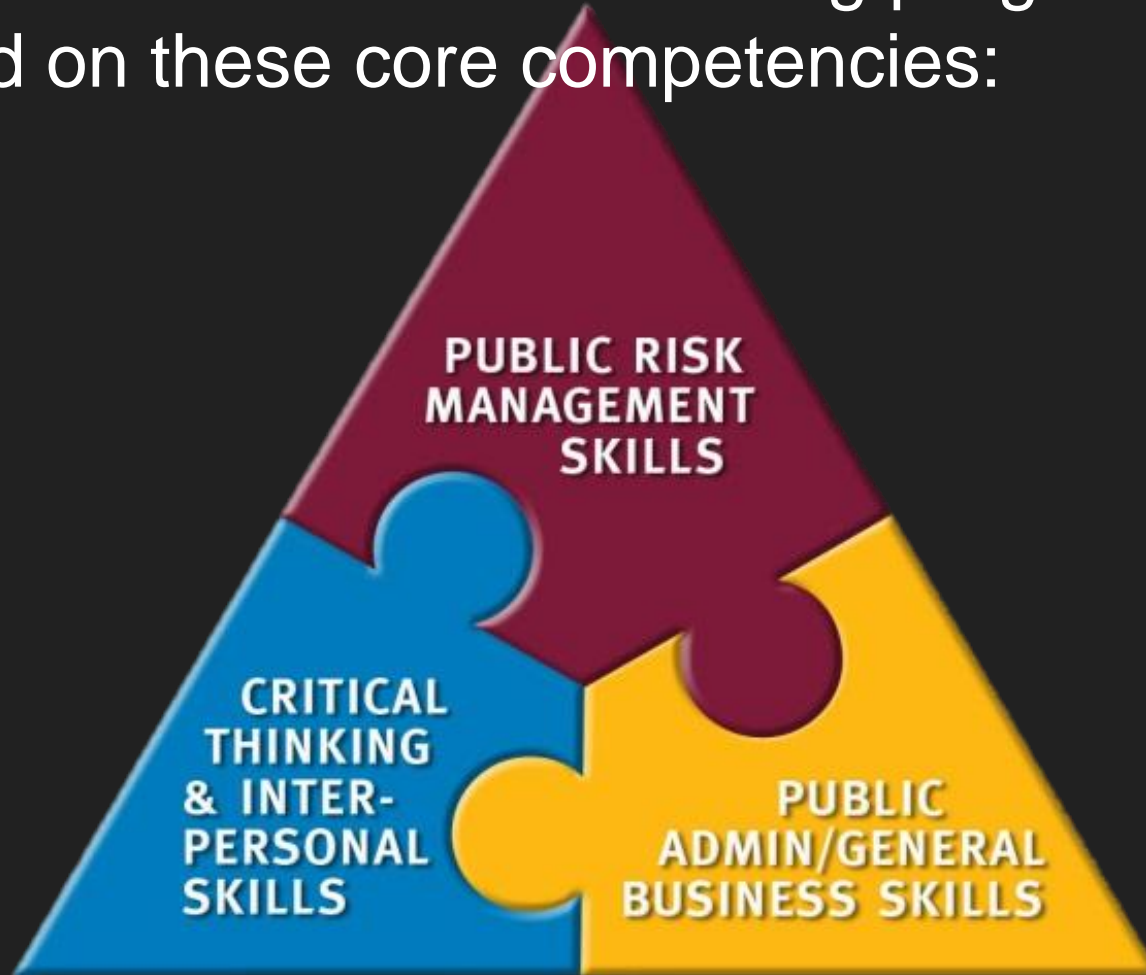 on these core competencies:
PUBLIC RISK
MANAGEMENT
SKILLS
CRITICAL
THINKING
& INTER-
PERSONAL
SKILLS
PUBLIC
ADMIN/GENERAL
BUSINESS SKILLS